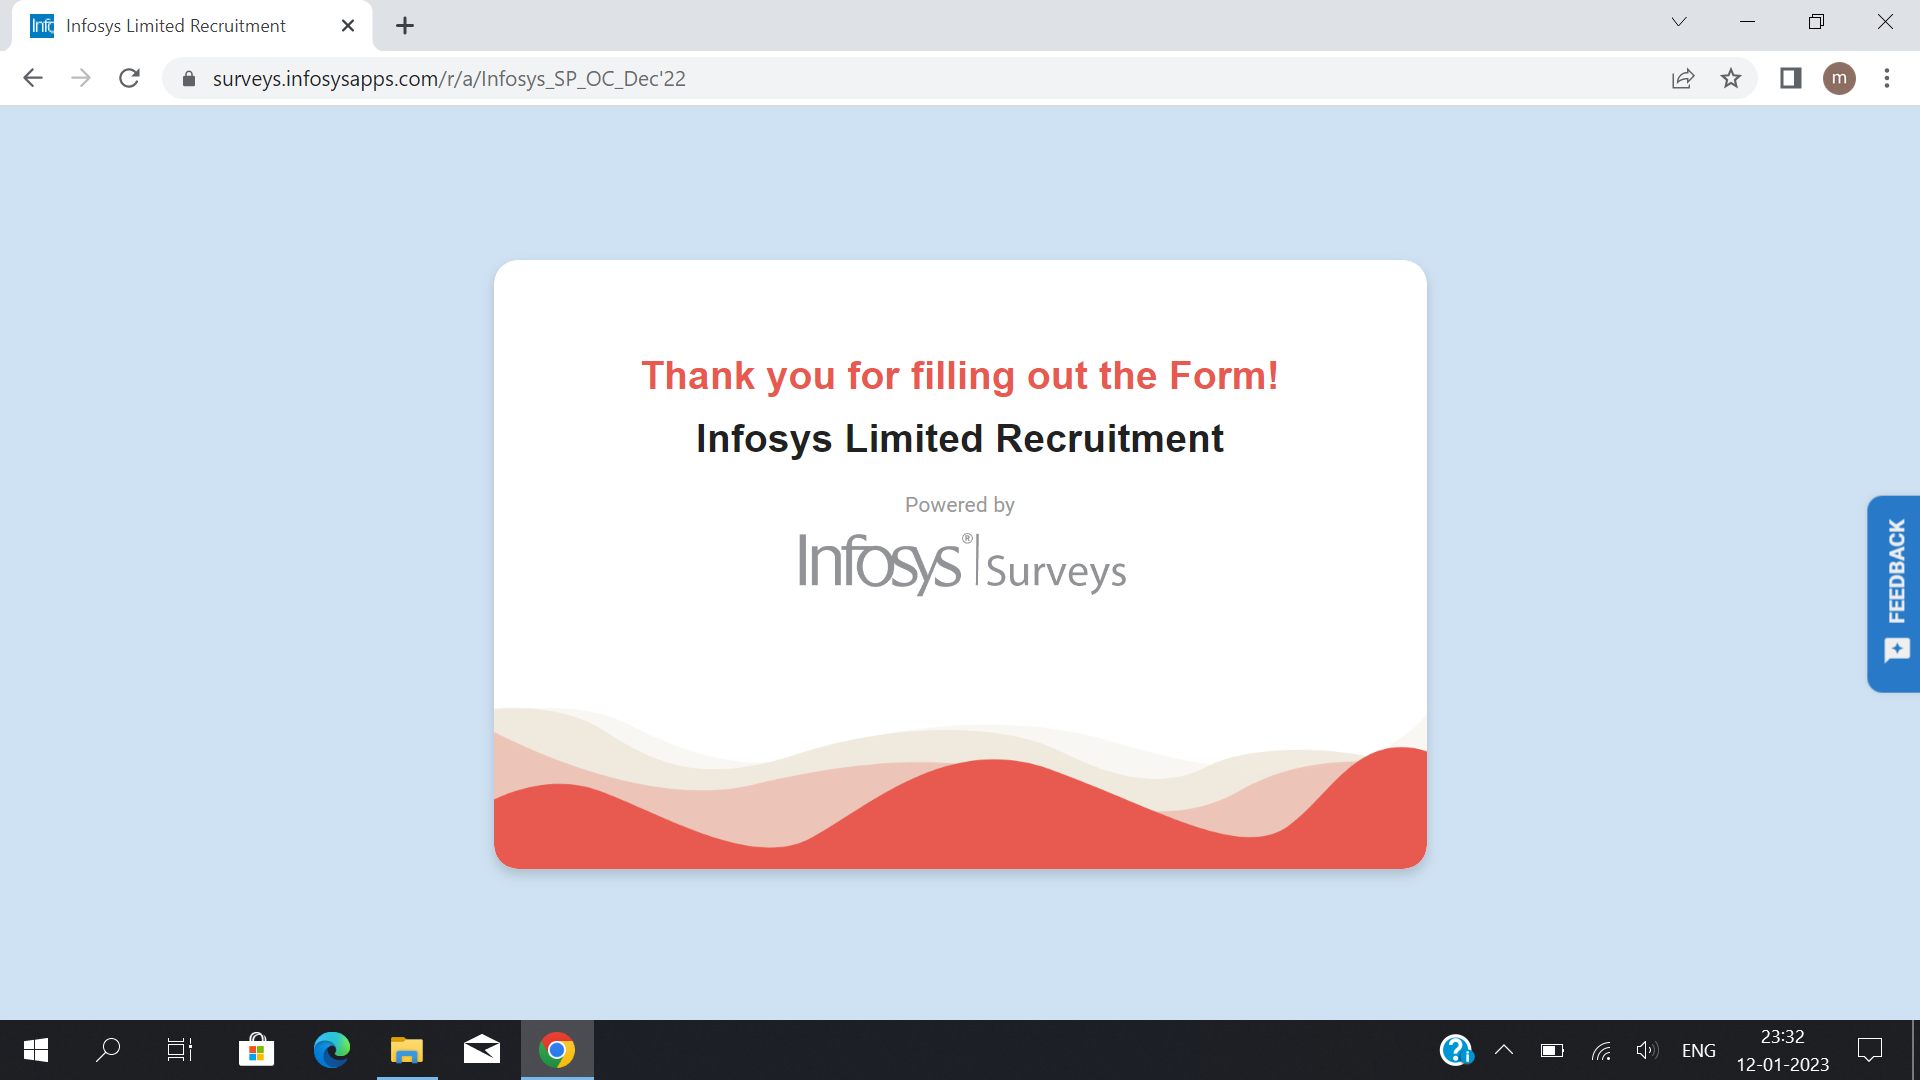 Infosys Limited Recruitment
surveys.infosysapps.com/r/a/Infosys_SP_OC_Dec'22
m
Thank you for filling out the Form!
Infosys Limited Recruitment
Powered by
Infosys® | Surveys
FEEDBACK
ENG
23:32
12-01-2023